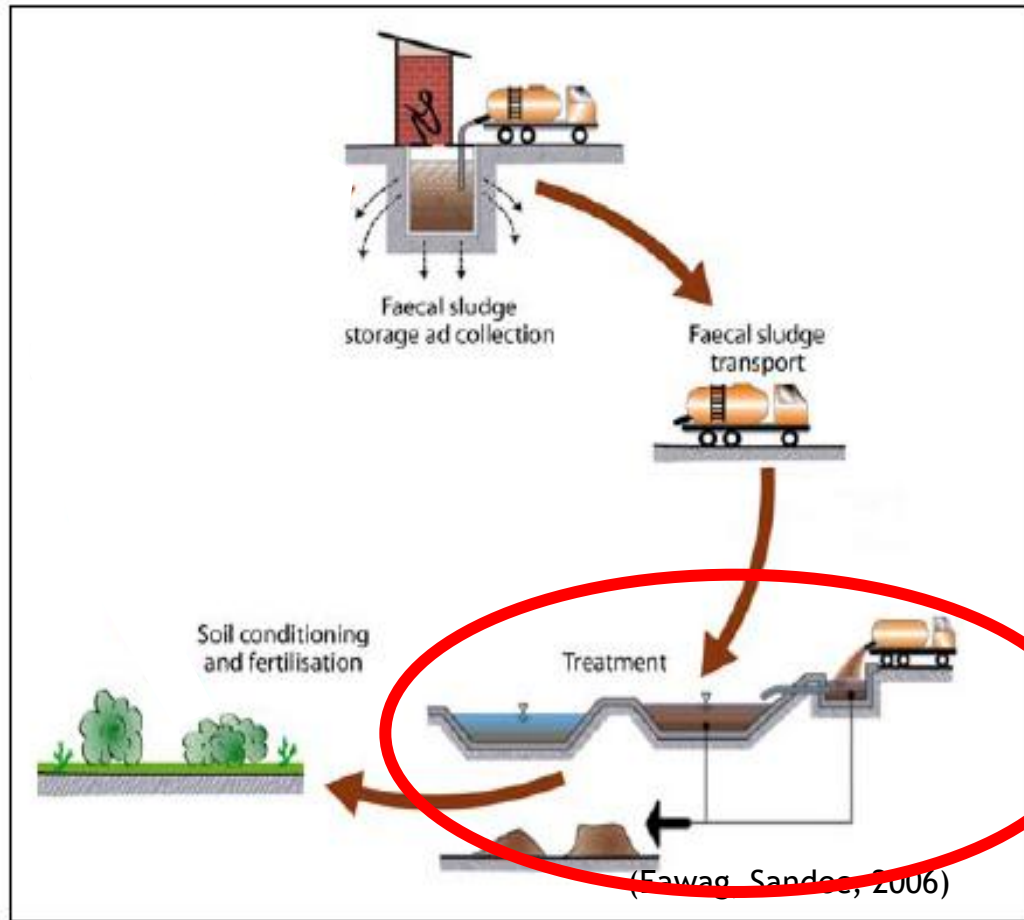 Faecal sludge
storage ad collection
Faecal sludge
transport
Soil conditioning
and fertilisation
Treatment
(Eawag, Sandec, 2006)